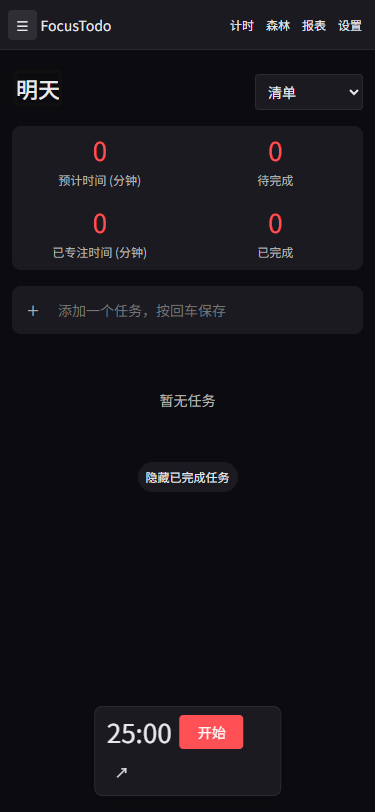 ☰ FocusTodo 计时 森林 报表 设置
明天 清单
0 0
预计时间 (分钟) 待完成
0 0
已专注时间 (分钟) 已完成
+ 添加一个任务，按回车保存
暂无任务
隐藏已完成任务
25:00 开始
↗